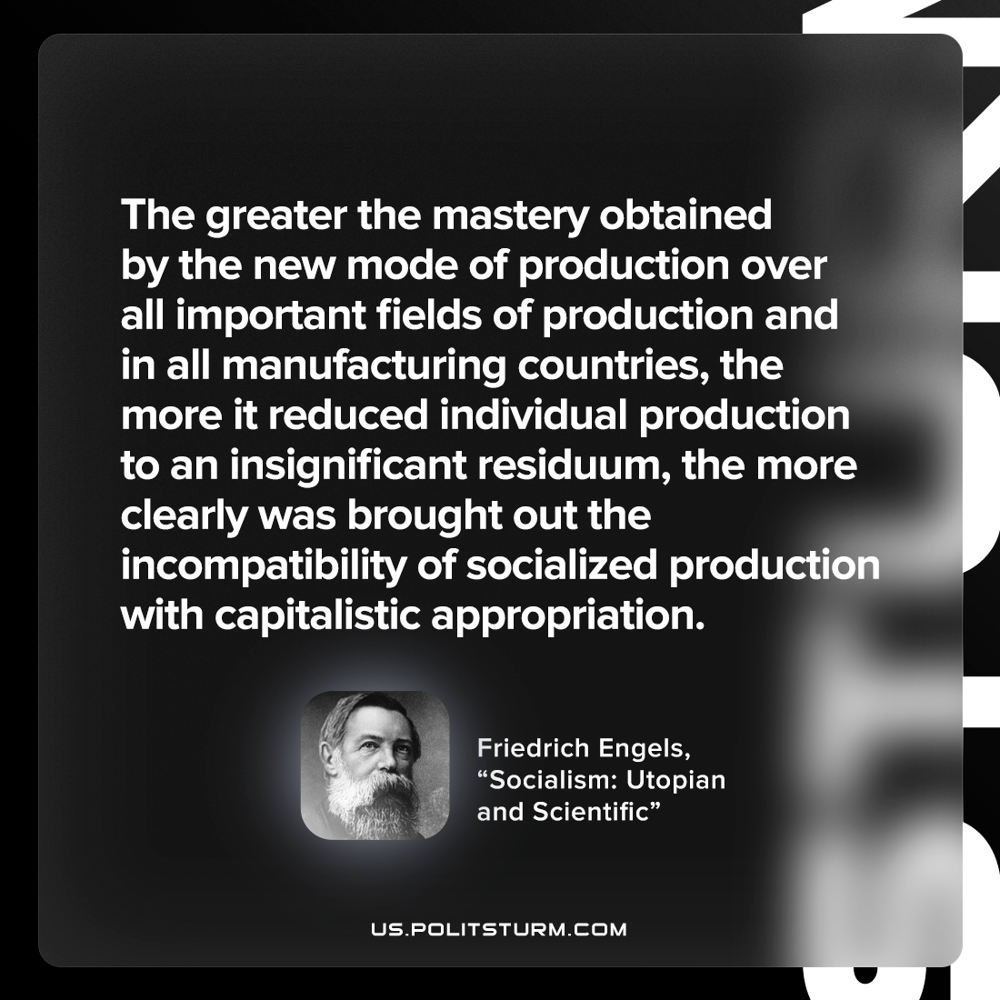 The greater the mastery obtained
by the new mode of production over
all important fields of production and
in all manufacturing countries, the
more it reduced individual production
to an insignificant residuum, the more
clearly was brought out the
incompatibility of socialized production
with capitalistic appropriation.
Friedrich Engels,
“Socialism: Utopian
and Scientific”
US.POLITSTURM.COM